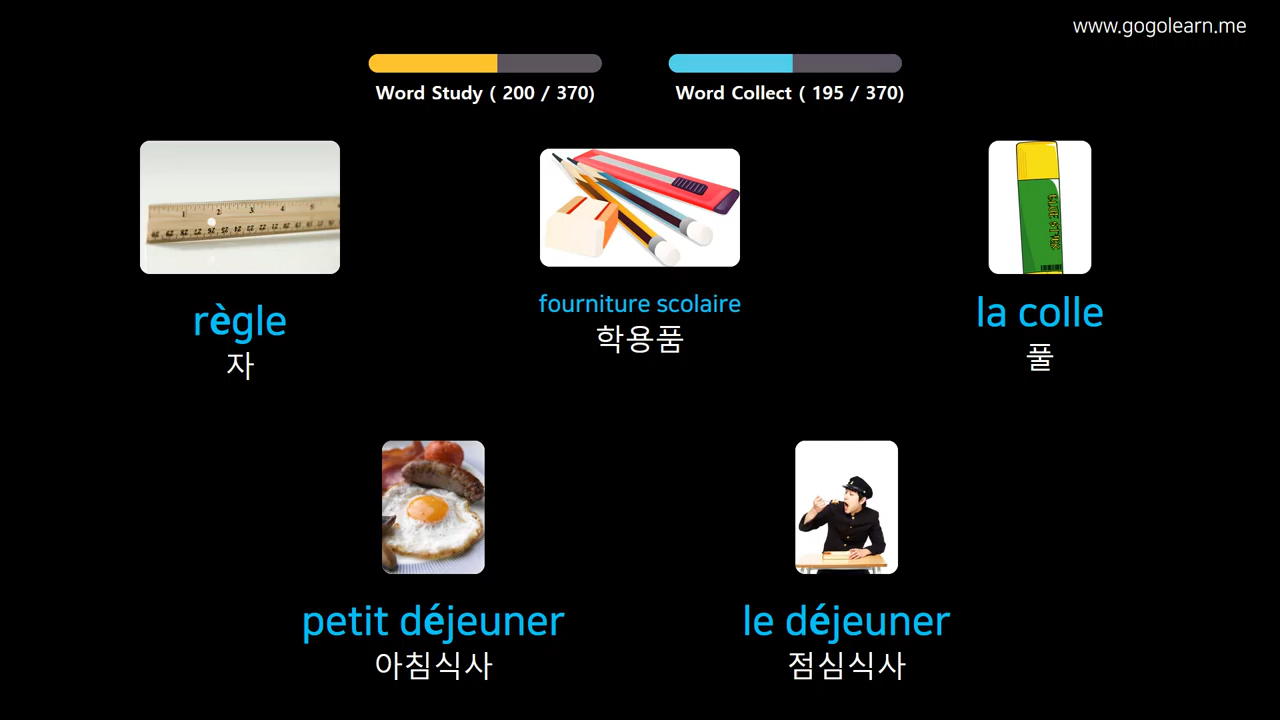 www.gogolearn.me
Word Study ( 200 / 370)
Word Collect ( 195 / 370)
règle
자
fourniture scolaire
학용품
la colle
풀
petit déjeuner
아침식사
le déjeuner
점심식사